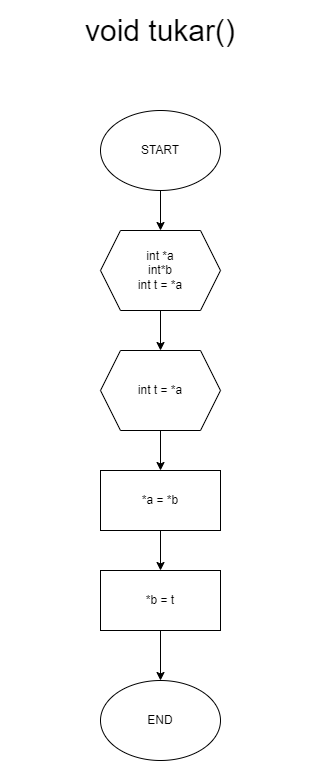 void tukar()
START
int *a
int*b
int t = *a
int t = *a
*a = *b
*b = t
END